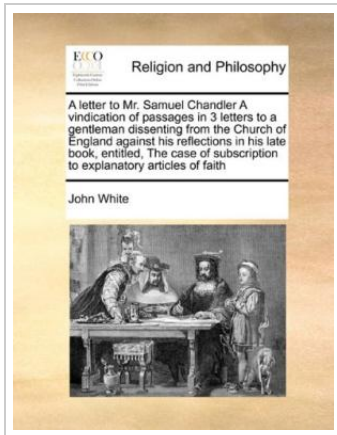 ECCO
Religion and Philosophy
A letter to Mr. Samuel Chandler A
vindication of passages in 3 letters to a
gentleman dissenting from the Church of
England against his reflections in his late
book, entitled, The case of subscription
to explanatory articles of faith
John White